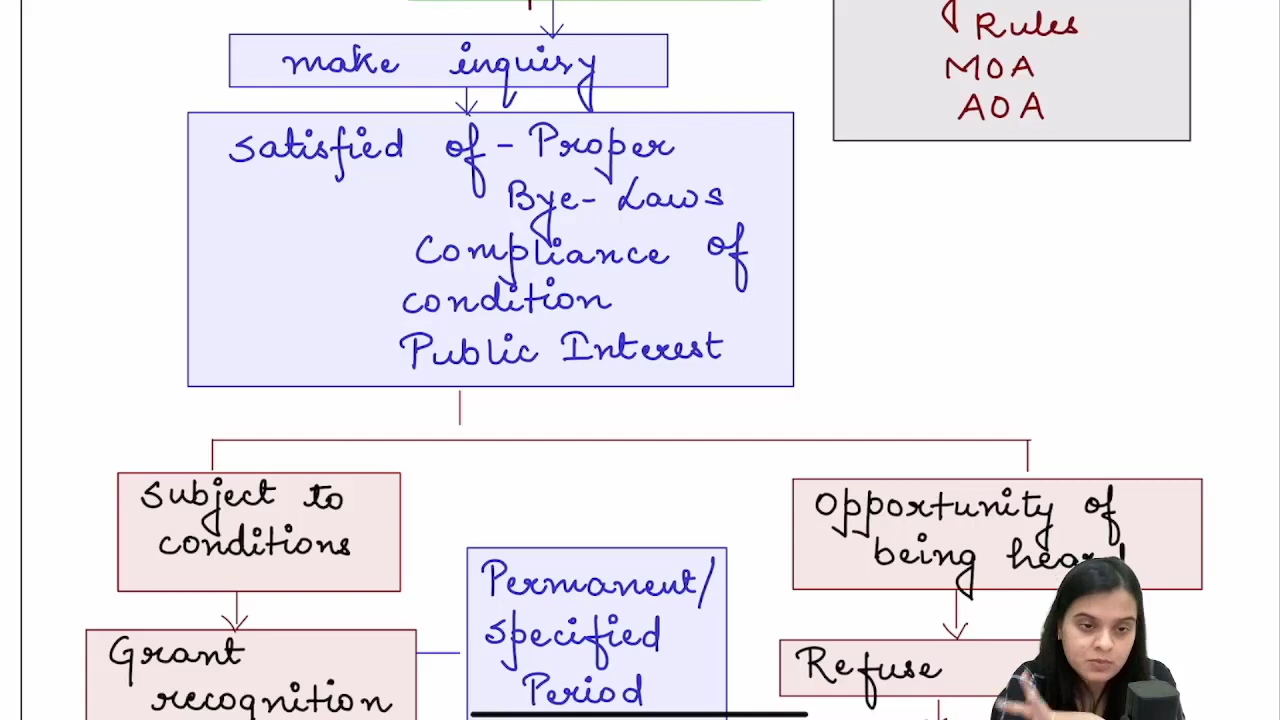 Rules
MOA
AOA
make inquiry
Satisfied of - Proper
Bye-Laws
Compliance of
condition
Public Interest
Subject to
conditions
Opportunity of
being heard
Permanent/
specified
Period
Grant
recognition
Refuse